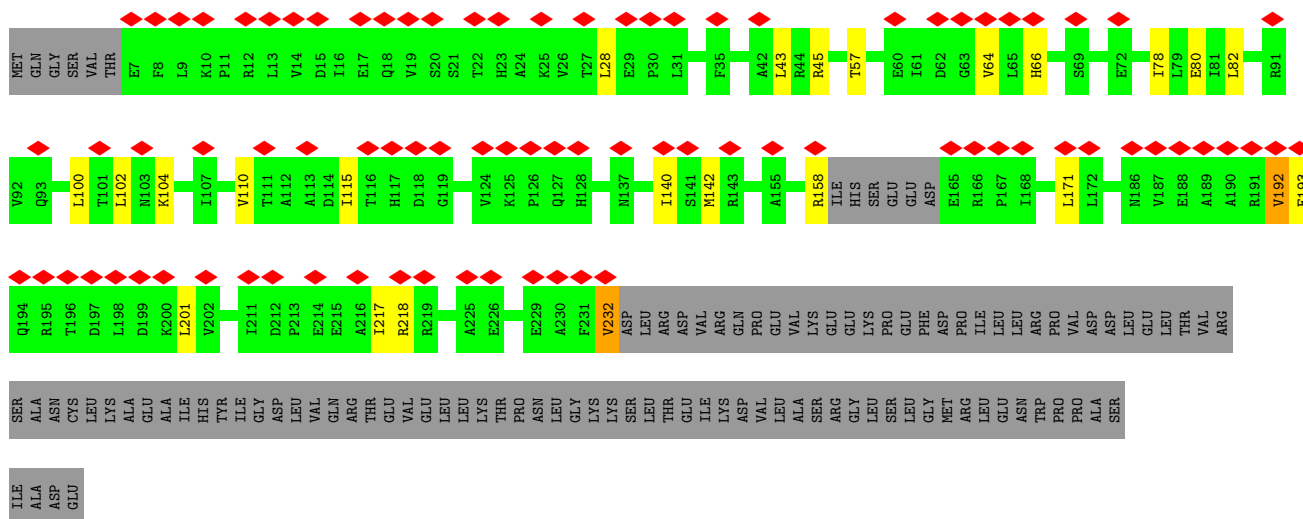 MET GLN GLY SER VAL THR E7 F8 L9 K10 P11 R12 L13 V14 D15 I16 E17 Q18 V19 S20 S21 T22 H23 A24 K25 V26 T27 L28 E29 P30 L31 F35 A42 L43 R44 R45 T57 E60 I61 D62 G63 V64 L65 H66 S69 E72 I78 L79 E80 I81 L82 R91
V92 Q93 L100 T101 L102 N103 K104 I107 V110 T111 A112 A113 D114 I115 T116 H117 D118 G119 V124 K125 P126 Q127 H128 N137 I140 S141 M142 R143 A155 R158 ILE HIS SER GLU GLU ASP E165 R166 P167 I168 L171 L172 N186 V187 E188 A189 A190 R191 V192 E193
Q194 R195 T196 D197 L198 D199 K200 L201 V202 I211 D212 P213 E214 E215 A216 I217 R218 R219 A225 E226 E229 A230 F231 V232 ASP LEU ARG ASP VAL ARG GLN PRO GLU VAL LYS GLU GLU LYS PRO GLU PHE ASP PRO ILE LEU LEU ARG PRO VAL ASP ASP LEU GLU LEU THR VAL ARG
SER ALA ASN CYS LEU LYS ALA GLU ALA ILE HIS TYR ILE GLY ASP LEU VAL GLN ARG THR GLU VAL GLU LEU LEU LYS THR PRO ASN LEU GLY LYS LYS SER LEU THR GLU ILE LYS ASP VAL LEU ALA SER ARG GLY LEU SER LEU GLY MET ARG LEU GLU ASN TRP PRO PRO ALA SER
ILE ALA ASP GLU